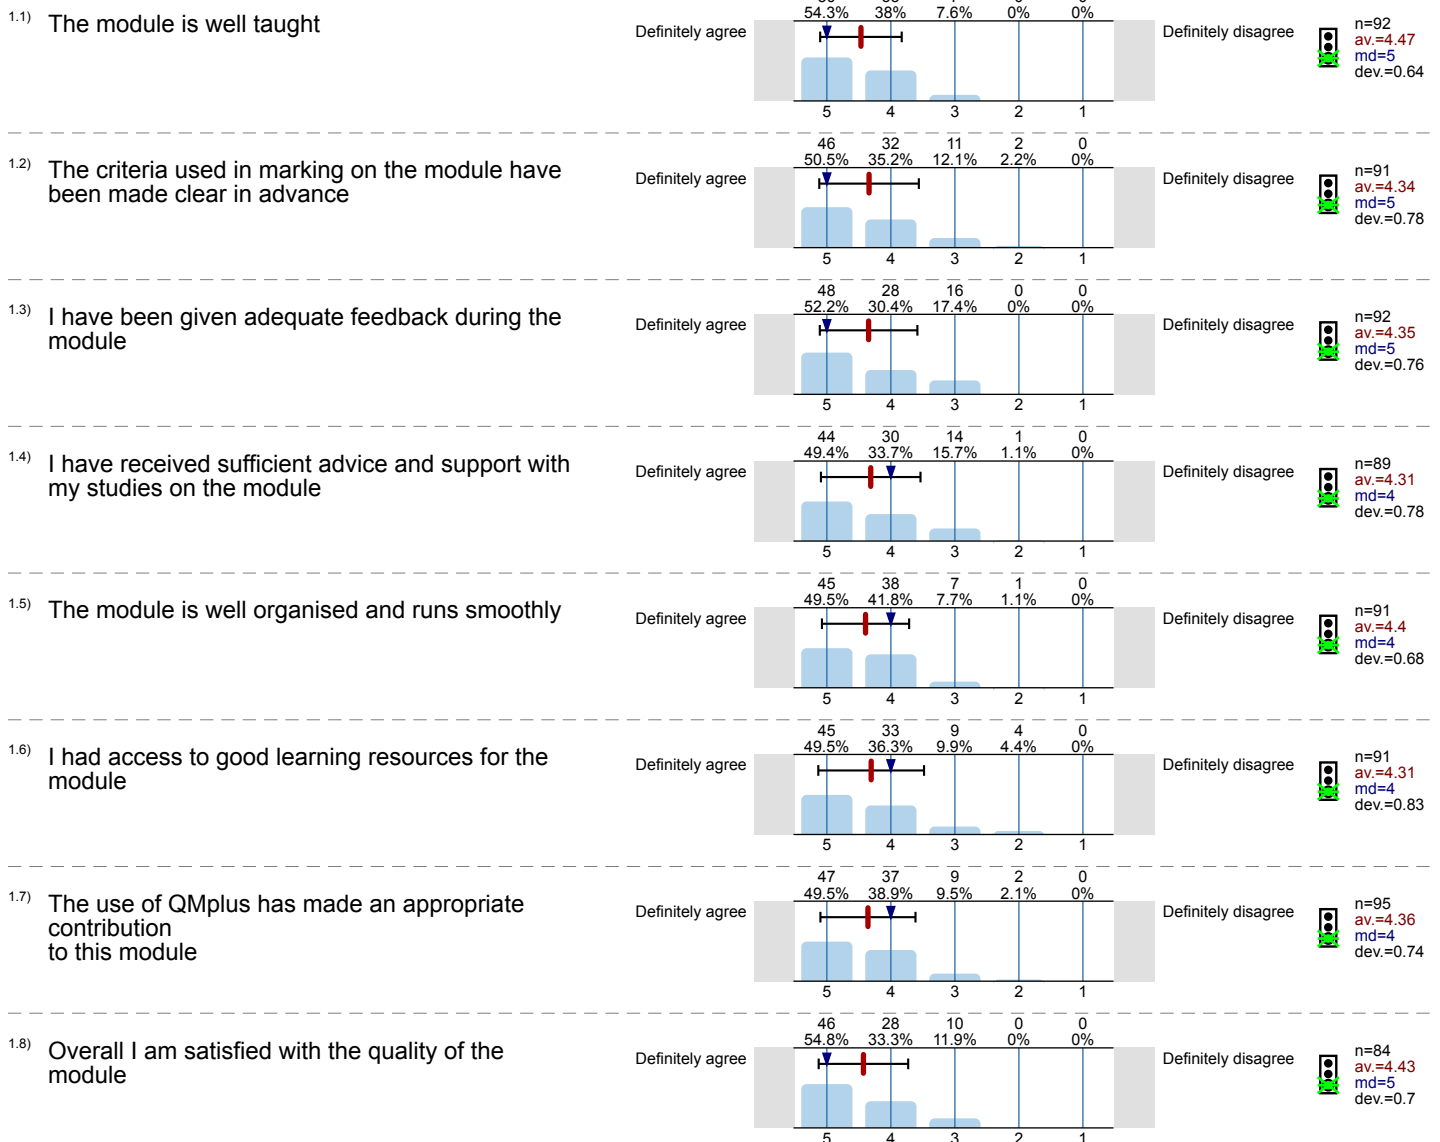 54.3% 38% 7.6% 0% 0%
1.1) The module is well taught
Definitely agree
Definitely disagree
n=92
av.=4.47
md=5
dev.=0.64
5 4 3 2 1
46 32 11 2 0
50.5% 35.2% 12.1% 2.2% 0%
1.2) The criteria used in marking on the module have
been made clear in advance
Definitely agree
Definitely disagree
n=91
av.=4.34
md=5
dev.=0.78
5 4 3 2 1
48 28 16 0 0
52.2% 30.4% 17.4% 0% 0%
1.3) I have been given adequate feedback during the
module
Definitely agree
Definitely disagree
n=92
av.=4.35
md=5
dev.=0.76
5 4 3 2 1
44 30 14 1 0
49.4% 33.7% 15.7% 1.1% 0%
1.4) I have received sufficient advice and support with
my studies on the module
Definitely agree
Definitely disagree
n=89
av.=4.31
md=4
dev.=0.78
5 4 3 2 1
45 38 7 1 0
49.5% 41.8% 7.7% 1.1% 0%
1.5) The module is well organised and runs smoothly
Definitely agree
Definitely disagree
n=91
av.=4.4
md=4
dev.=0.68
5 4 3 2 1
45 33 9 4 0
49.5% 36.3% 9.9% 4.4% 0%
1.6) I had access to good learning resources for the
module
Definitely agree
Definitely disagree
n=91
av.=4.31
md=4
dev.=0.83
5 4 3 2 1
47 37 9 2 0
49.5% 38.9% 9.5% 2.1% 0%
1.7) The use of QMplus has made an appropriate
contribution
to this module
Definitely agree
Definitely disagree
n=95
av.=4.36
md=4
dev.=0.74
5 4 3 2 1
46 28 10 0 0
54.8% 33.3% 11.9% 0% 0%
1.8) Overall I am satisfied with the quality of the
module
Definitely agree
Definitely disagree
n=84
av.=4.43
md=5
dev.=0.7
5 4 3 2 1